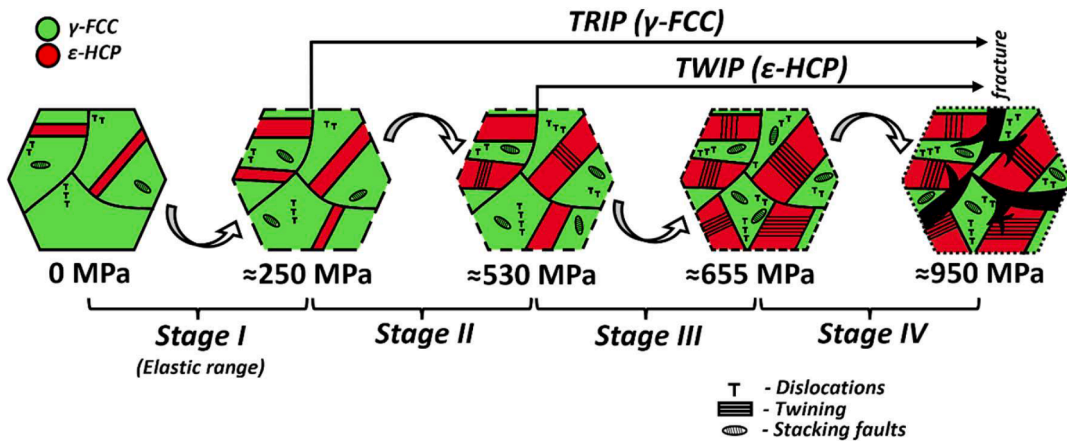 γ-FCC
ε-HCP
TRIP (γ-FCC)
TWIP (ε-HCP)
fracture
0 MPa
≈250 MPa
≈530 MPa
≈655 MPa
≈950 MPa
Stage I
(Elastic range)
Stage II
Stage III
Stage IV
- Dislocations
- Twining
- Stacking faults